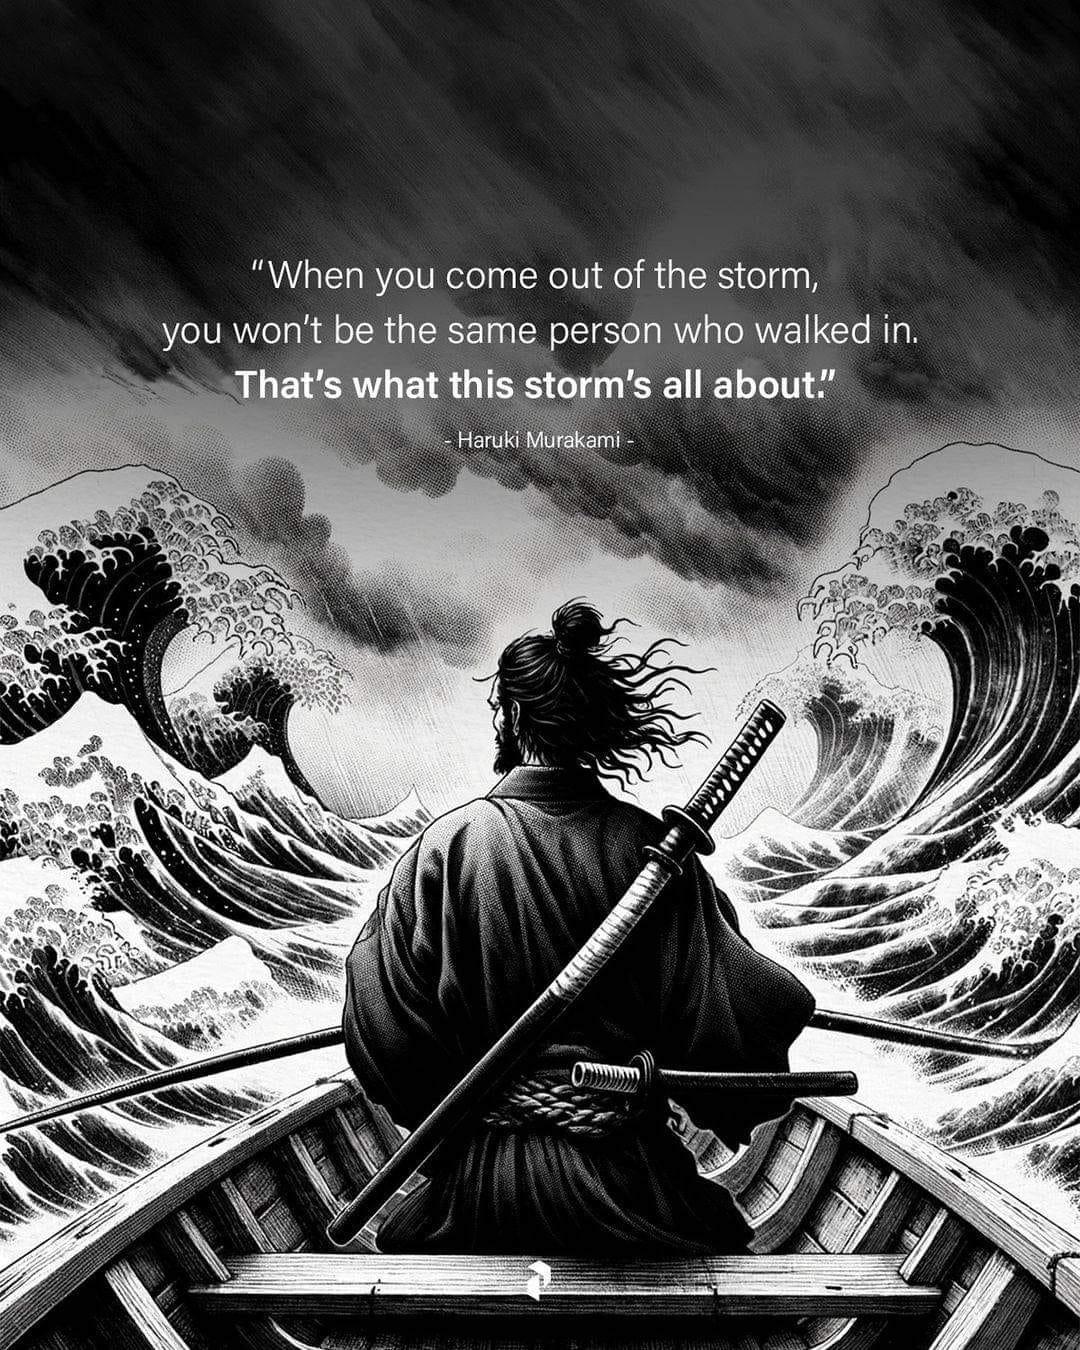 “When you come out of the storm,
you won’t be the same person who walked in.
That’s what this storm’s all about.”
- Haruki Murakami -